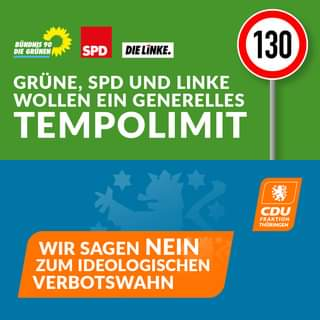 BÜNDNIS 90
DIE GRÜNEN
SPD
DIE LINKE.
130
GRÜNE, SPD UND LINKE
WOLLEN EIN GENERELLES
TEMPOLIMIT
CDU
FRAKTION
THÜRINGEN
WIR SAGEN NEIN
ZUM IDEOLOGISCHEN
VERBOTSWAHN